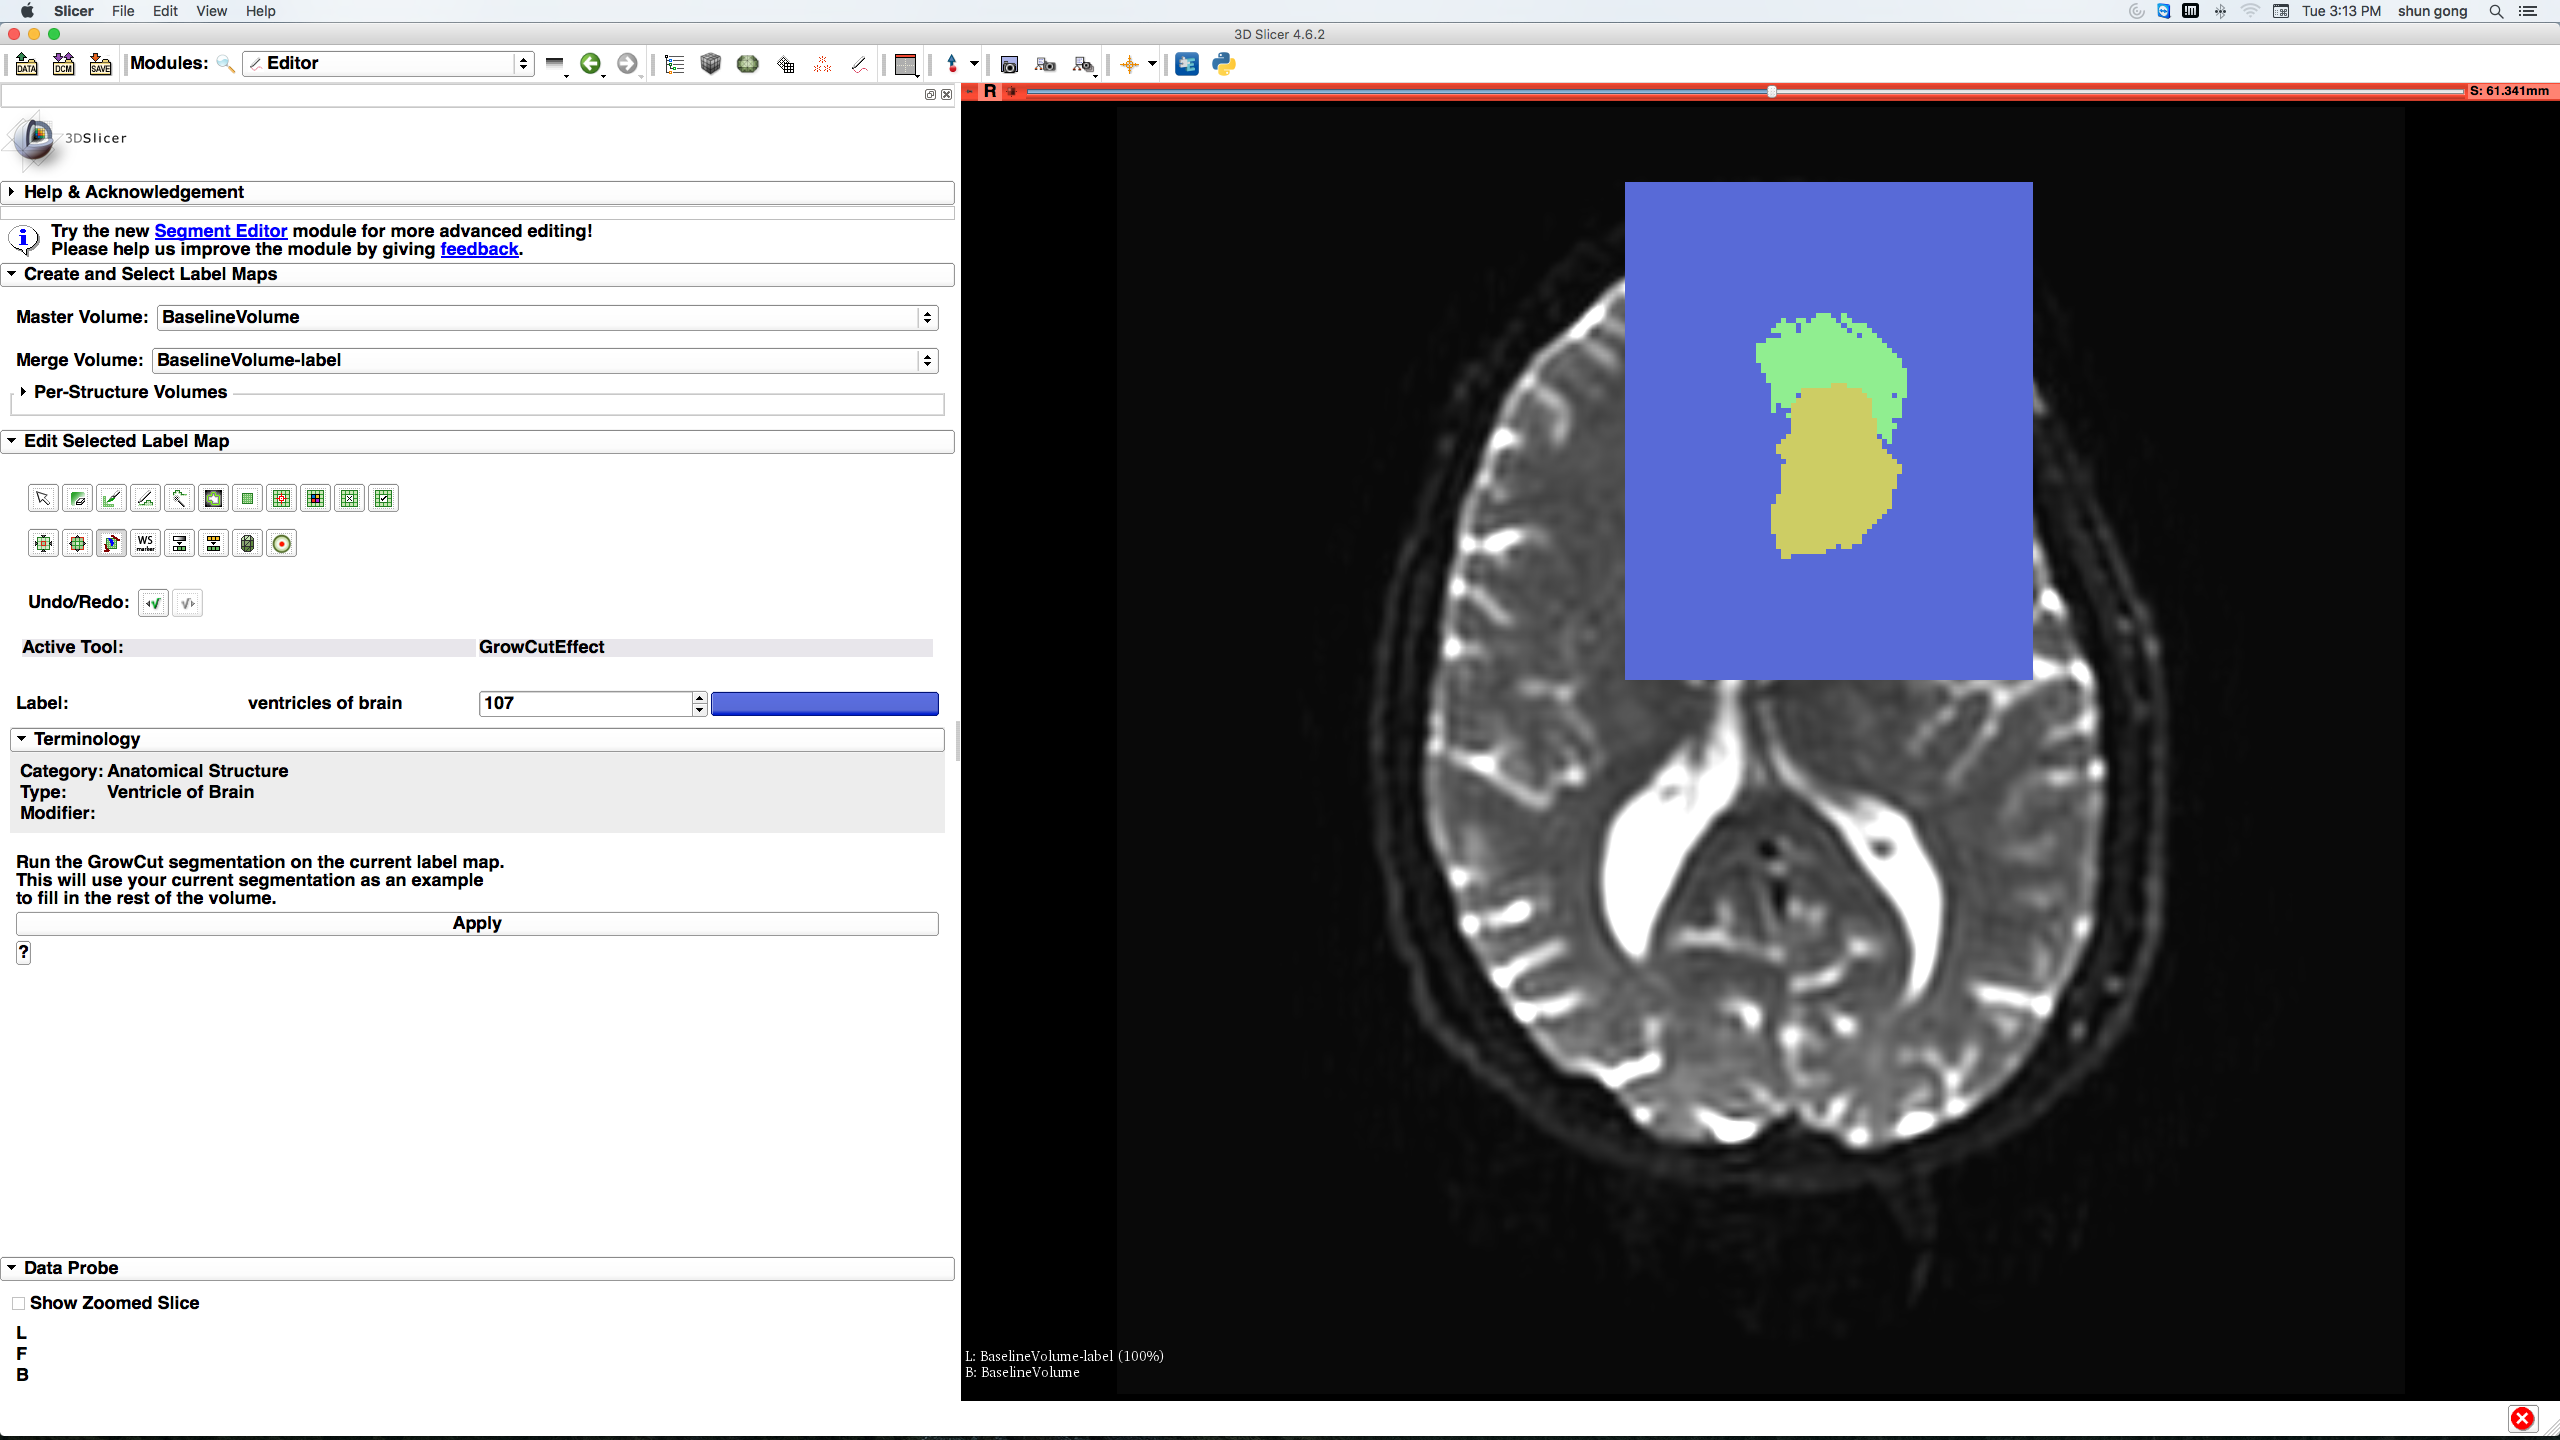 Slicer File Edit View Help
Tue 3:13 PM shun gong
3D Slicer 4.6.2
DATA DCM SAVE Modules: Editor
R
S: 61.341mm
3DSlicer
Help & Acknowledgement
Try the new Segment Editor module for more advanced editing!
Please help us improve the module by giving feedback.
Create and Select Label Maps
Master Volume: BaselineVolume
Merge Volume: BaselineVolume-label
Per-Structure Volumes
Edit Selected Label Map
WS
marker
Undo/Redo:
Active Tool: GrowCutEffect
Label: ventricles of brain 107
Terminology
Category: Anatomical Structure
Type: Ventricle of Brain
Modifier:
Run the GrowCut segmentation on the current label map.
This will use your current segmentation as an example
to fill in the rest of the volume.
Apply
?
Data Probe
Show Zoomed Slice
L
F
B
L: BaselineVolume-label (100%)
B: BaselineVolume